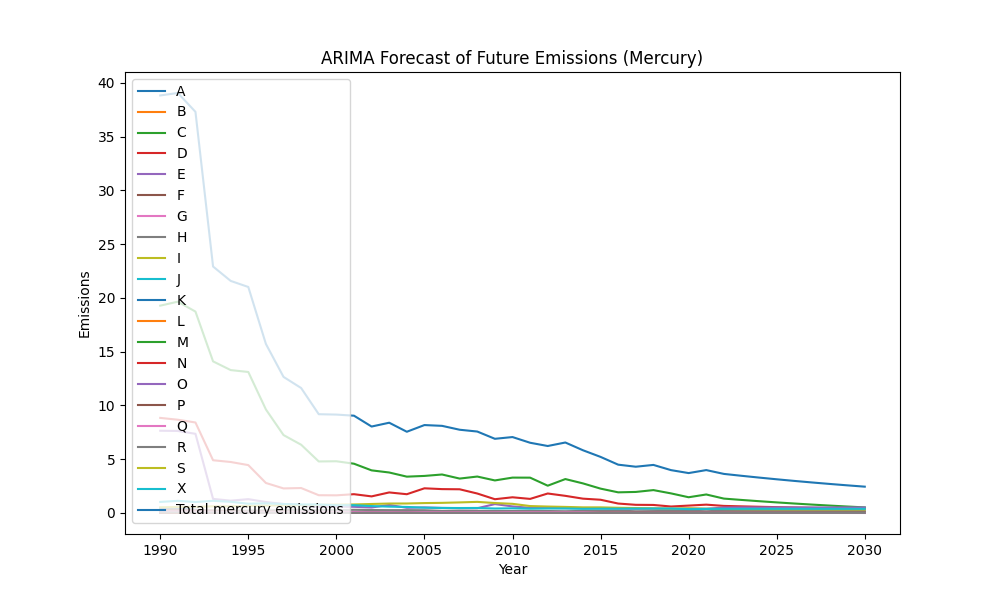 ARIMA Forecast of Future Emissions (Mercury)
40
35
30
25
20
15
10
5
0
Emissions
A
B
C
D
E
F
G
H
I
J
K
L
M
N
O
P
Q
R
S
X
Total mercury emissions
1990
1995
2000
2005
2010
2015
2020
2025
2030
Year